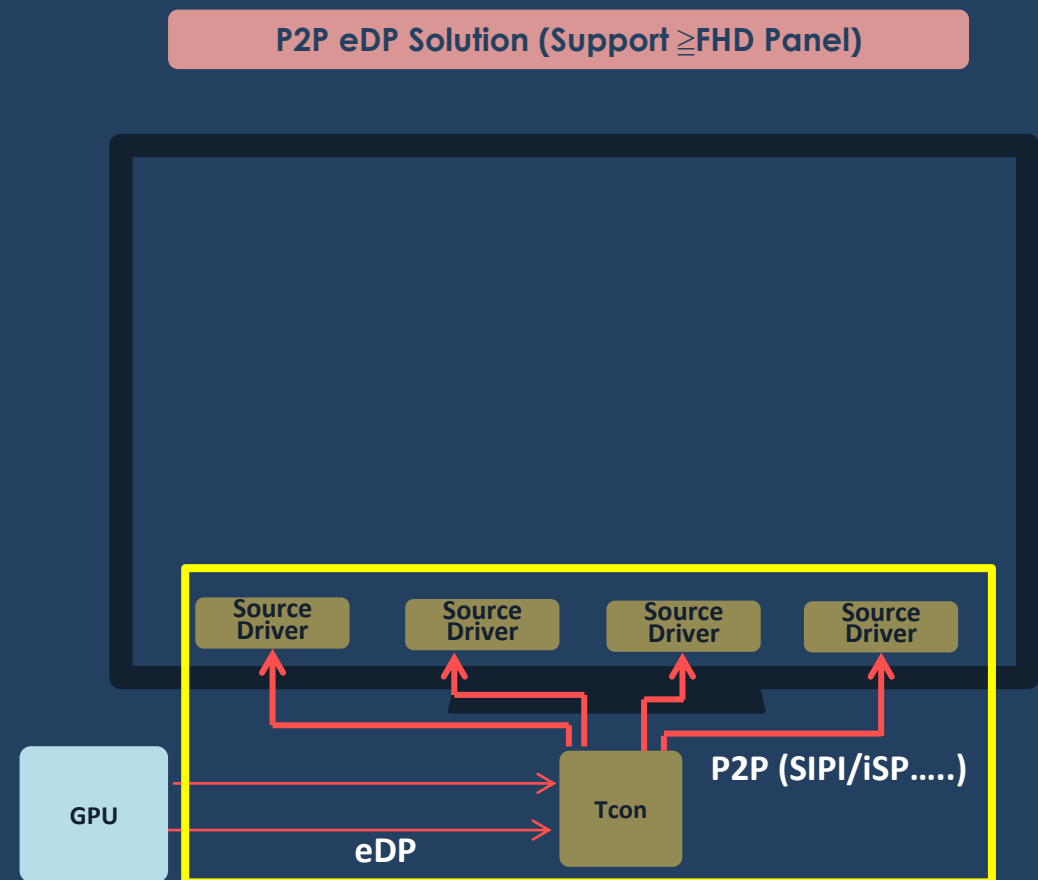 P2P eDP Solution (Support ≧FHD Panel)
Source
Driver
Source
Driver
Source
Driver
Source
Driver
P2P (SIPI/iSP.....)
GPU
Tcon
eDP